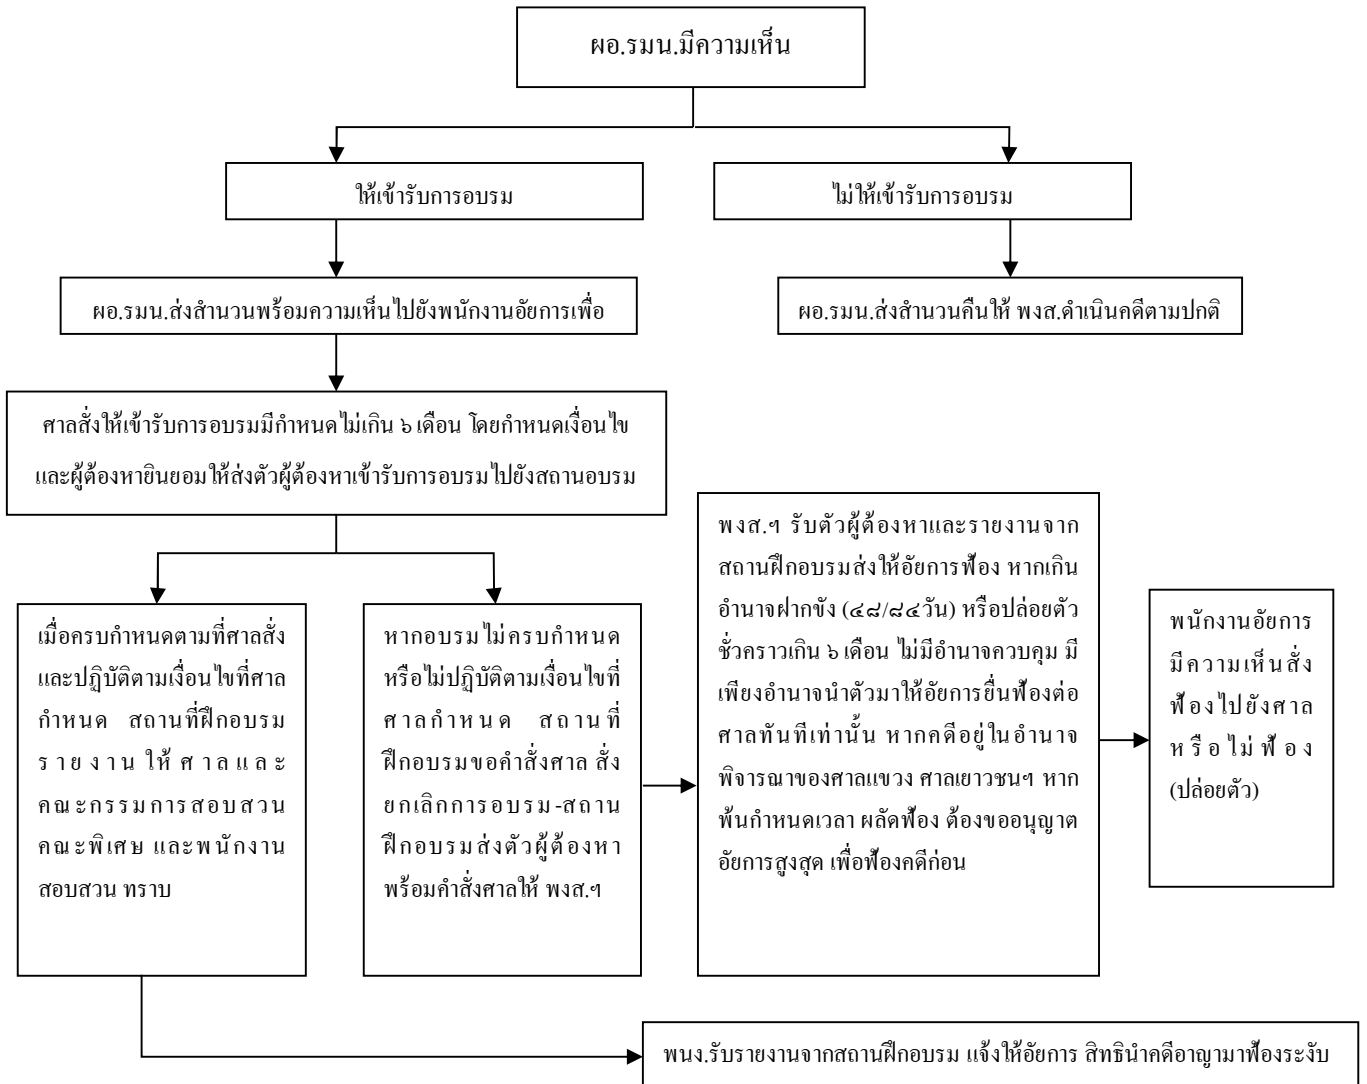 ผอ.รมน.มีความเห็น
ให้เข้ารับการอบรม
ไม่ให้เข้ารับการอบรม
ผอ.รมน.ส่งสำนวนพร้อมความเห็นไปยังพนักงานอัยการเพื่อ
ผอ.รมน.ส่งสำนวนคืนให้ พงส.ดำเนินคดีตามปกติ
ศาลสั่งให้เข้ารับการอบรมมีกำหนดไม่เกิน ๖ เดือน โดยกำหนดเงื่อนไข
และผู้ต้องหายินยอมให้ส่งตัวผู้ต้องหาเข้ารับการอบรมไปยังสถานอบรม
เมื่อครบกำหนดตามที่ศาลสั่ง
และปฏิบัติตามเงื่อนไขที่ศาล
กำหนด สถานที่ฝึกอบรม
รายงานให้ศาลและ
คณะกรรมการสอบสวน
คณะพิเศษ และพนักงาน
สอบสวน ทราบ
หากอบรมไม่ครบกำหนด
หรือไม่ปฏิบัติตามเงื่อนไขที่
ศาลกำหนด สถานที่
ฝึกอบรมขอคำสั่งศาล สั่ง
ยกเลิกการอบรม-สถาน
ฝึกอบรมส่งตัวผู้ต้องหา
พร้อมคำสั่งศาลให้ พงส.ฯ
พงส.ฯ รับตัวผู้ต้องหาและรายงานจาก
สถานฝึกอบรมส่งให้อัยการฟ้อง หากเกิน
อำนาจฝากขัง (๔๘/๘๔วัน) หรือปล่อยตัว
ชั่วคราวเกิน ๖ เดือน ไม่มีอำนาจควบคุม มี
เพียงอำนาจนำตัวมาให้อัยการยื่นฟ้องต่อ
ศาลทันทีเท่านั้น หากคดีอยู่ในอำนาจ
พิจารณาของศาลแขวง ศาลเยาวชนฯ หาก
พ้นกำหนดเวลา ผลัดฟ้อง ต้องขออนุญาต
อัยการสูงสุด เพื่อฟ้องคดีก่อน
พนักงานอัยการ
มีความเห็นสั่ง
ฟ้องไปยังศาล
หรือไม่ฟ้อง
(ปล่อยตัว)
พนง.รับรายงานจากสถานฝึกอบรม แจ้งให้อัยการ สิทธินำคดีอาญามาฟ้องระงับ